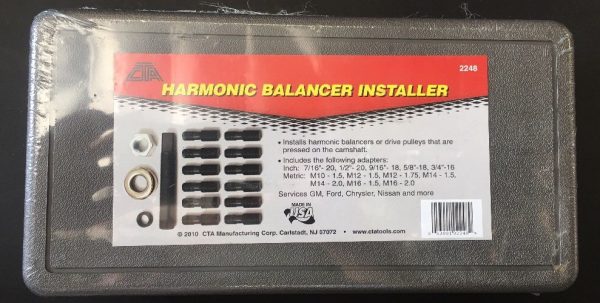 CTA
2248
HARMONIC BALANCER INSTALLER
• Installs harmonic balancers or drive pulleys that are
pressed on the camshaft.
• Includes the following adapters:
Inch: 7/16"- 20, 1/2"- 20, 9/16"- 18, 5/8"-18, 3/4"-16
Metric: M10 - 1.5, M12 - 1.5, M12 - 1.75, M14 - 1.5,
M14 - 2.0, M16 - 1.5, M16 - 2.0
Services GM, Ford, Chrysler, Nissan and more
MADE IN
USA
© 2010 CTA Manufacturing Corp. Carlstadt, NJ 07072 • www.ctatools.com